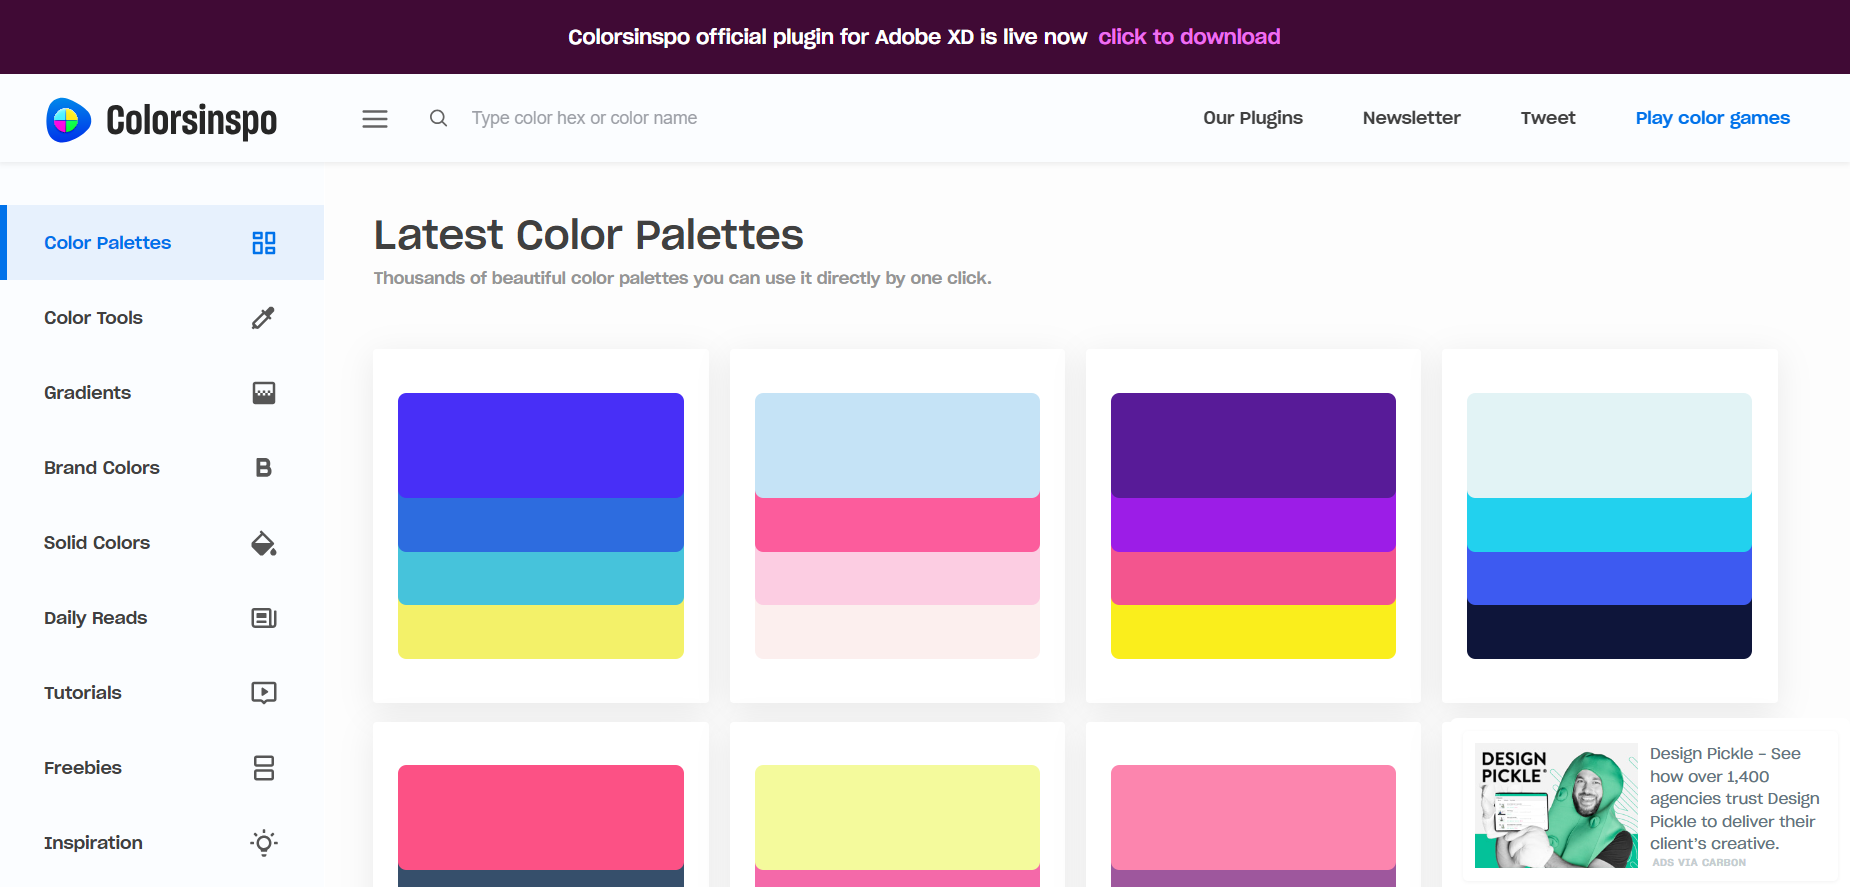 Colorsinspo official plugin for Adobe XD is live now click to download
Colorsinspo
Type color hex or color name
Our Plugins
Newsletter
Tweet
Play color games
Color Palettes
Color Tools
Gradients
Brand Colors
B
Solid Colors
Daily Reads
Tutorials
Freebies
Inspiration
Latest Color Palettes
Thousands of beautiful color palettes you can use it directly by one click.
DESIGN
PICKLE
Design Pickle – See
how over 1,400
agencies trust Design
Pickle to deliver their
client’s creative.
ADS VIA CARBON